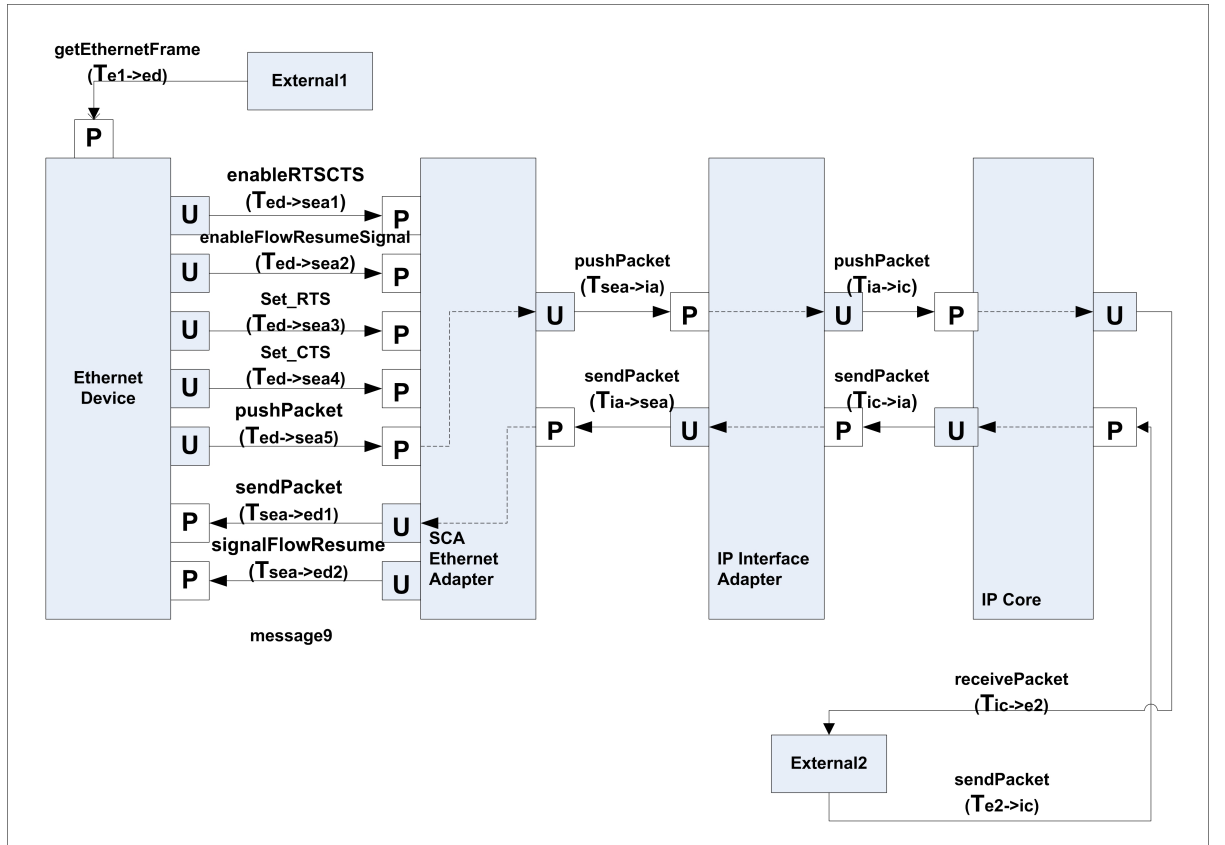 getEthernetFrame
(Te1->ed)
External1
P
enableRTSCTS
(Ted->sea1)
U
P
enableFlowResumeSignal
(Ted->sea2)
U
P
Set_RTS
(Ted->sea3)
U
P
Set_CTS
(Ted->sea4)
U
P
pushPacket
(Ted->sea5)
U
P
sendPacket
(Tsea->ed1)
P
U
signalFlowResume
(Tsea->ed2)
P
U
message9
Ethernet
Device
SCA
Ethernet
Adapter
pushPacket
(Tsea->ia)
U
P
sendPacket
(Tia->sea)
P
U
IP Interface
Adapter
pushPacket
(Tia->ic)
U
P
sendPacket
(Tic->ia)
P
U
IP Core
U
P
receivePacket
(Tic->e2)
External2
sendPacket
(Te2->ic)